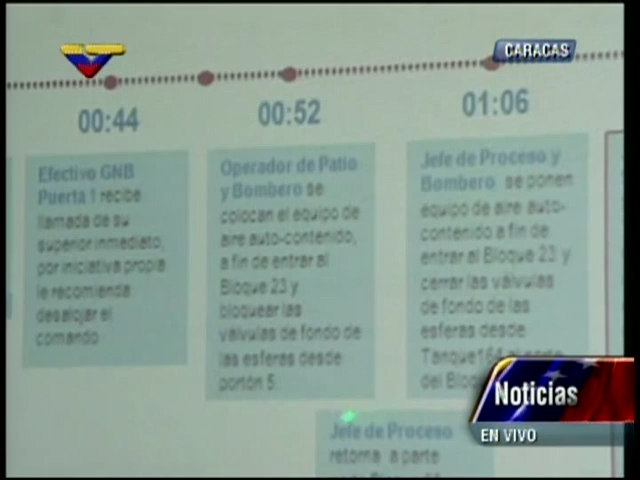 CARACAS
00:44
00:52
01:06
Efectivo GNB
Puerta 1 recibe
llamada de su
superior inmediato,
por iniciativa propia
le recomienda
desalojar el
comando
Operador de Patio
y Bombero se
colocan el equipo de
aire auto-contenido,
a fin de entrar al
Bloque 23 y
bloquear las
válvulas de fondo de
las esferas desde
portón 5.
Jefe de Proceso y
Bombero se ponen
equipo de aire auto-
contenido a fin de
entrar al Bloque 23 y
cerrar las válvulas
de fondo de las
esferas desde
Tanque164
del
Jefe de Proceso
retorna a parte
Noticias
EN VIVO